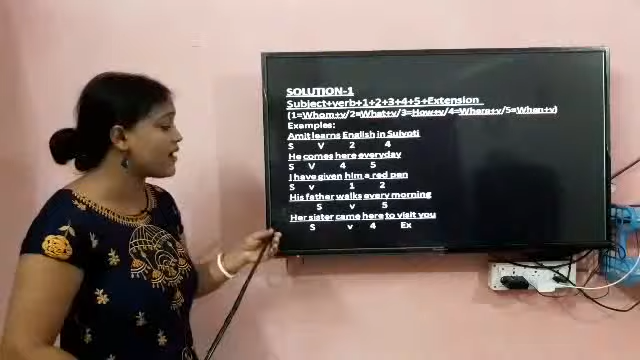 SOLUTION-1
Subject+verb+1+2+3+4+5+Extension
(1=Whom+v/2=What+v/3=How+v/4=Where+v/5=When+v)
Examples:
Amit learns English in Sulyoti
S V 2 4
He comes here everyday
S V 4 5
I have given him a red pen
S v 1 2
His father walks every morning
S v 5
Her sister came here to visit you
S v 4 Ex